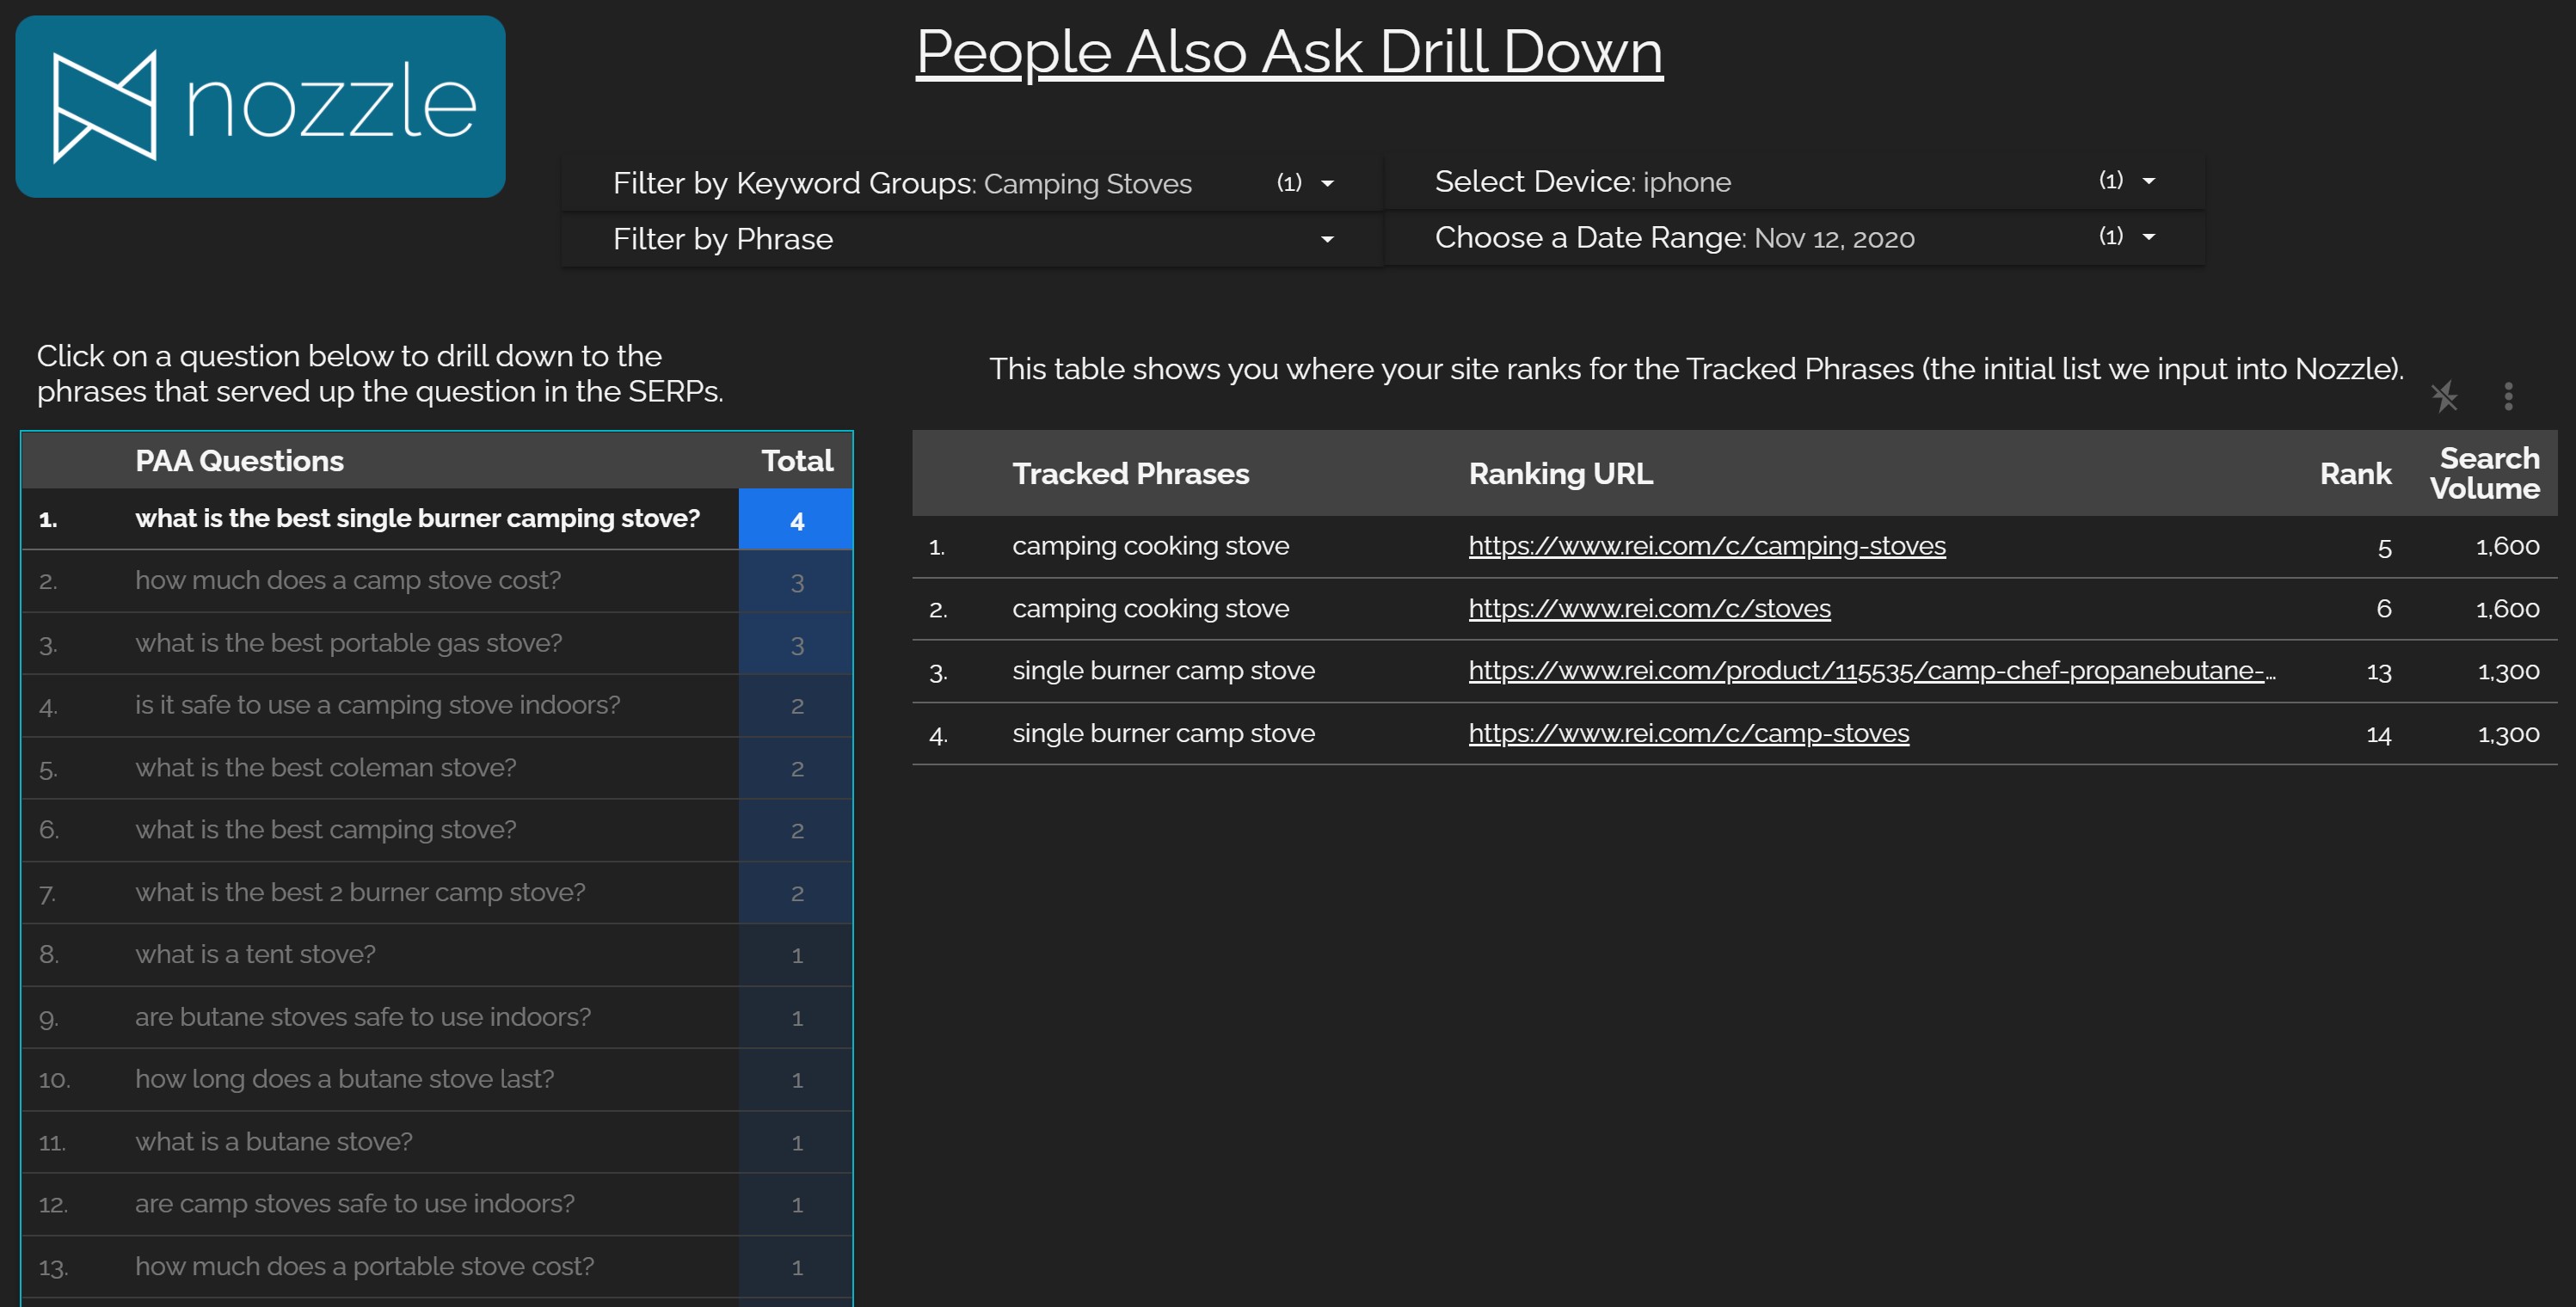 nozzle
People Also Ask Drill Down
Filter by Keyword Groups: Camping Stoves (1)
Select Device: iphone (1)
Filter by Phrase
Choose a Date Range: Nov 12, 2020 (1)
Click on a question below to drill down to the
phrases that served up the question in the SERPs.
PAA Questions Total
1. what is the best single burner camping stove? 4
2. how much does a camp stove cost? 3
3. what is the best portable gas stove? 3
4. is it safe to use a camping stove indoors? 2
5. what is the best coleman stove? 2
6. what is the best camping stove? 2
7. what is the best 2 burner camp stove? 2
8. what is a tent stove? 1
9. are butane stoves safe to use indoors? 1
10. how long does a butane stove last? 1
11. what is a butane stove? 1
12. are camp stoves safe to use indoors? 1
13. how much does a portable stove cost? 1
This table shows you where your site ranks for the Tracked Phrases (the initial list we input into Nozzle).
Tracked Phrases Ranking URL Rank Search
Volume
1. camping cooking stove https://www.rei.com/c/camping-stoves 5 1,600
2. camping cooking stove https://www.rei.com/c/stoves 6 1,600
3. single burner camp stove https://www.rei.com/product/115535/camp-chef-propanebutane-... 13 1,300
4. single burner camp stove https://www.rei.com/c/camp-stoves 14 1,300